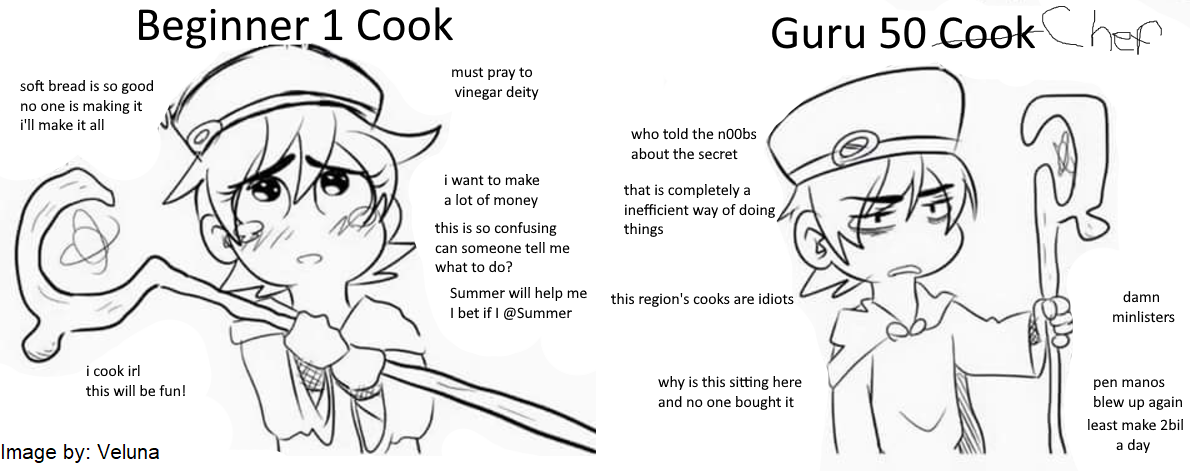 Beginner 1 Cook
soft bread is so good
no one is making it
i'll make it all
must pray to
vinegar deity
i want to make
a lot of money
this is so confusing
can someone tell me
what to do?
Summer will help me
I bet if I @Summer
i cook irl
this will be fun!
Image by: Veluna
Guru 50 Cook Chef
who told the n00bs
about the secret
that is completely a
inefficient way of doing
things
this region's cooks are idiots
damn
minlisters
why is this sitting here
and no one bought it
pen manos
blew up again
least make 2bil
a day